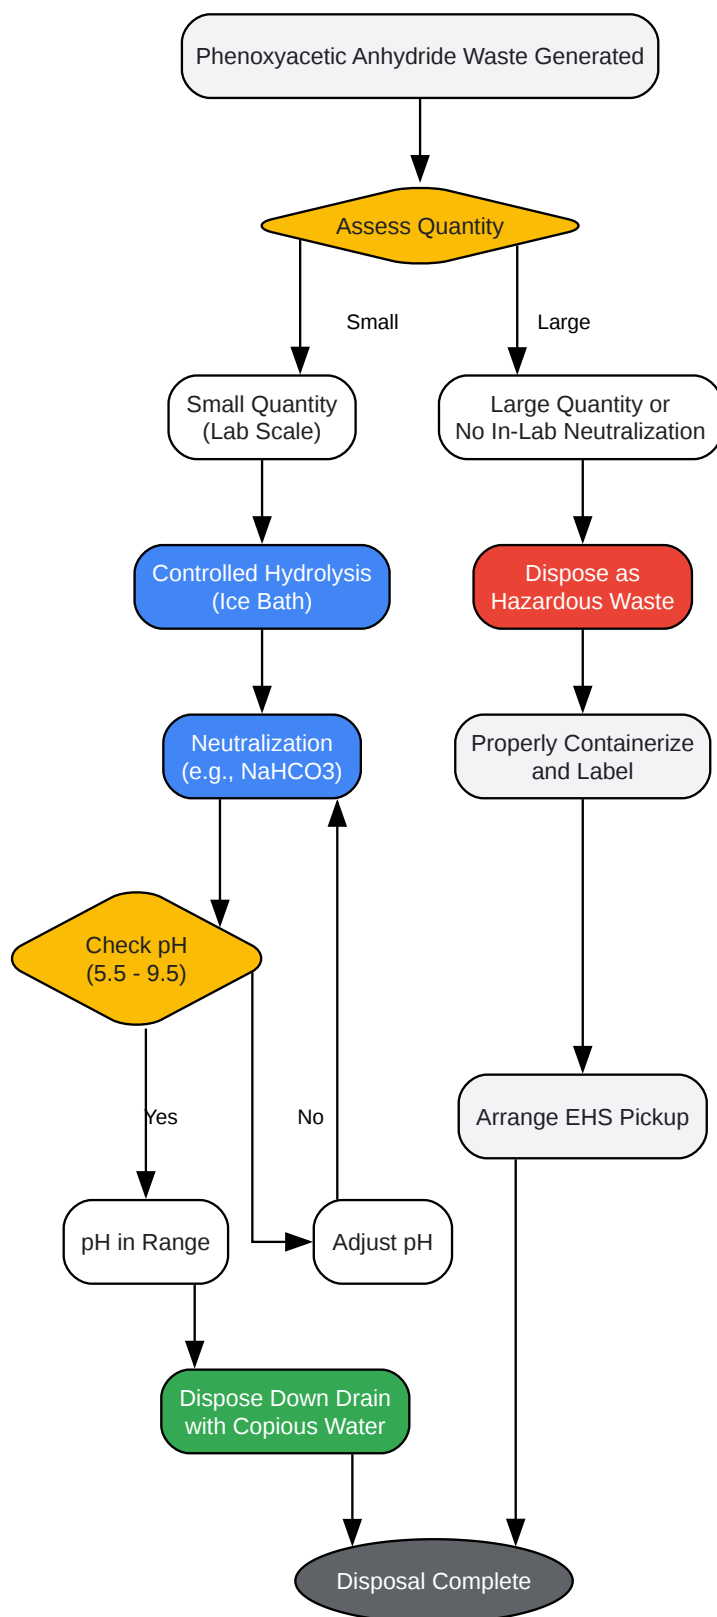 Phenoxyacetic Anhydride Waste Generated
Assess Quantity
Small
Large
Small Quantity
(Lab Scale)
Large Quantity or
No In-Lab Neutralization
Controlled Hydrolysis
(Ice Bath)
Dispose as
Hazardous Waste
Neutralization
(e.g., NaHCO3)
Properly Containerize
and Label
Check pH
(5.5 - 9.5)
Yes
No
Arrange EHS Pickup
pH in Range
Adjust pH
Dispose Down Drain
with Copious Water
Disposal Complete